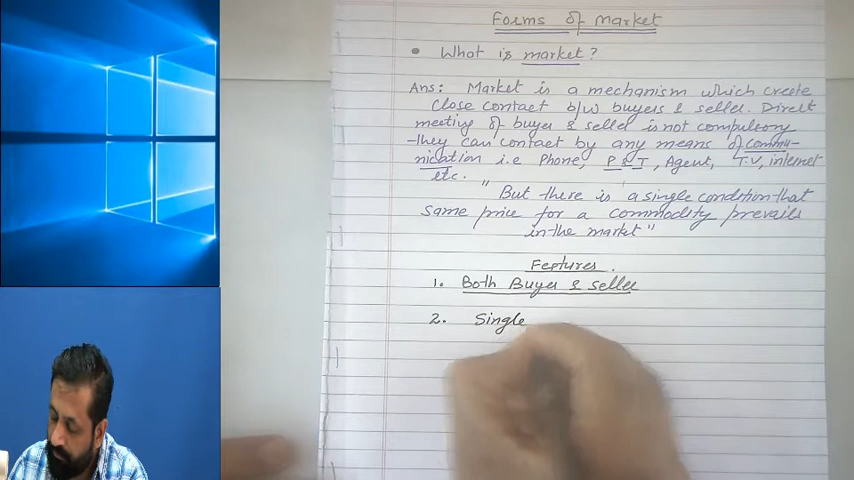 Forms of market
• What is market?
Ans: Market is a mechanism which create
close contact b/w buyers & seller. Direct
meeting of buyer & seller is not compulsory
they can contact by any means of commu-
nication i.e Phone, P & T, Agent, T.V, internet
etc.
" But there is a single condition that
same price for a commodity prevails
in the market "
Features.
1. Both Buyer & seller
2. Single